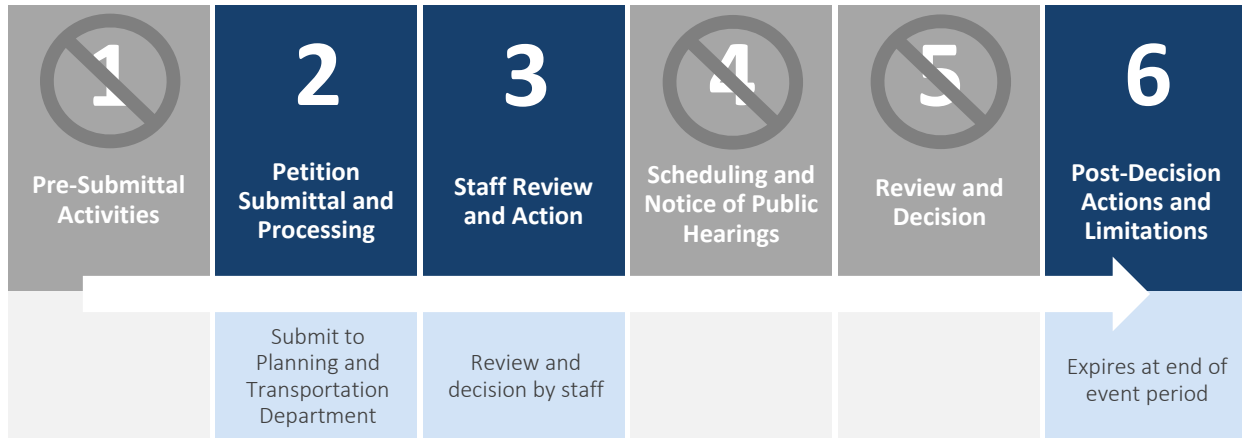 1
Pre-Submittal
Activities
2
Petition
Submittal and
Processing
3
Staff Review
and Action
4
Scheduling and
Notice of Public
Hearings
5
Review and
Decision
6
Post-Decision
Actions and
Limitations
Submit to
Planning and
Transportation
Department
Review and
decision by staff
Expires at end of
event period